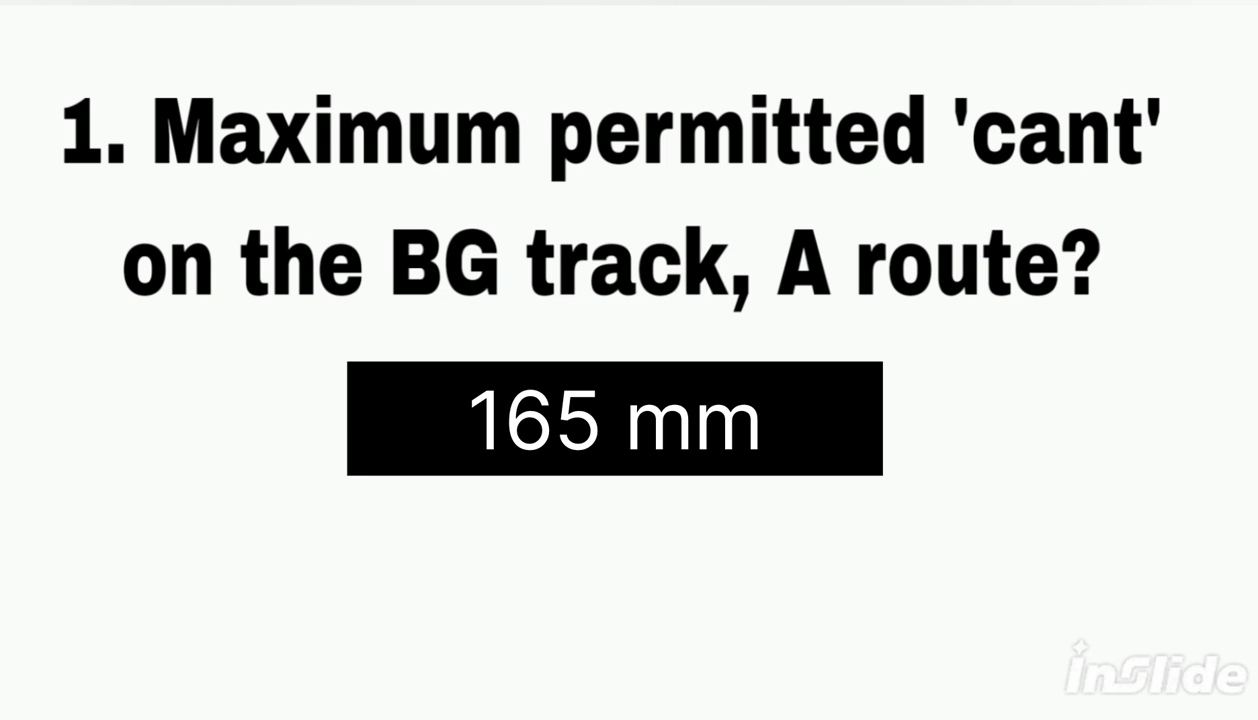 1. Maximum permitted 'cant'
on the BG track, A route?
165 mm
inSlide